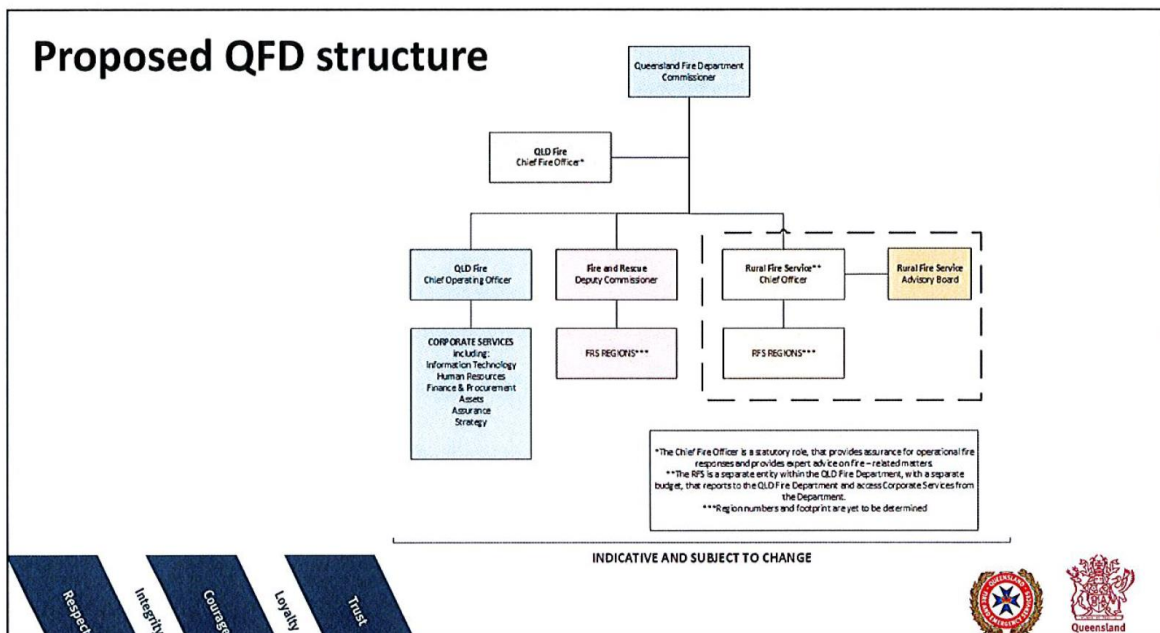 Proposed QFD structure
Queensland Fire Department
Commissioner
QLD Fire
Chief Fire Officer*
QLD Fire
Chief Operating Officer
Fire and Rescue
Deputy Commissioner
Rural Fire Service**
Chief Officer
Rural Fire Service
Advisory Board
CORPORATE SERVICES
including:
Information Technology
Human Resources
Finance & Procurement
Assets
Assurance
Strategy
FRS REGIONS***
RFS REGIONS***
*The Chief Fire Officer is a statutory role, that provides assurance for operational fire
responses and provides expert advice on fire – related matters.
**The RFS is a separate entity within the QLD Fire Department, with a separate
budget, that reports to the QLD Fire Department and access Corporate Services from
the Department.
***Region numbers and footprint are yet to be determined
INDICATIVE AND SUBJECT TO CHANGE
Respect
Integrity
Courage
Loyalty
Trust
QUEENSLAND
FIRE AND EMERGENCY SERVICES
Queensland